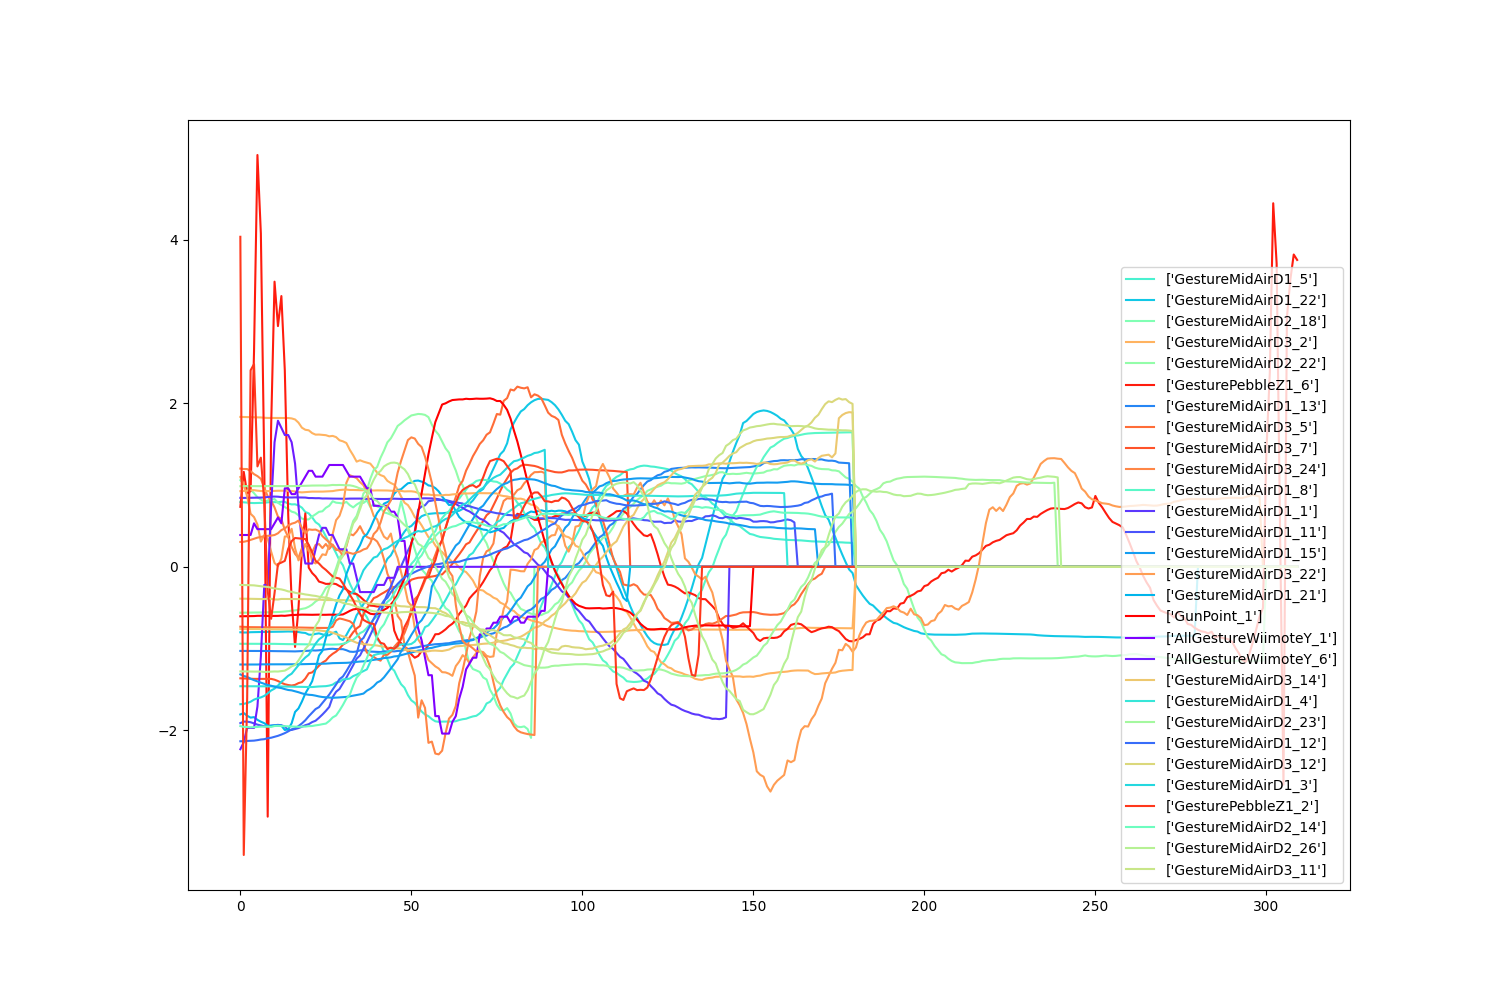 4
2
0
−2
0
50
100
150
200
250
300
['GestureMidAirD1_5']
['GestureMidAirD1_22']
['GestureMidAirD2_18']
['GestureMidAirD3_2']
['GestureMidAirD2_22']
['GesturePebbleZ1_6']
['GestureMidAirD1_13']
['GestureMidAirD3_5']
['GestureMidAirD3_7']
['GestureMidAirD3_24']
['GestureMidAirD1_8']
['GestureMidAirD1_1']
['GestureMidAirD1_11']
['GestureMidAirD1_15']
['GestureMidAirD3_22']
['GestureMidAirD1_21']
['GunPoint_1']
['AllGestureWiimoteY_1']
['AllGestureWiimoteY_6']
['GestureMidAirD3_14']
['GestureMidAirD1_4']
['GestureMidAirD2_23']
['GestureMidAirD1_12']
['GestureMidAirD3_12']
['GestureMidAirD1_3']
['GesturePebbleZ1_2']
['GestureMidAirD2_14']
['GestureMidAirD2_26']
['GestureMidAirD3_11']